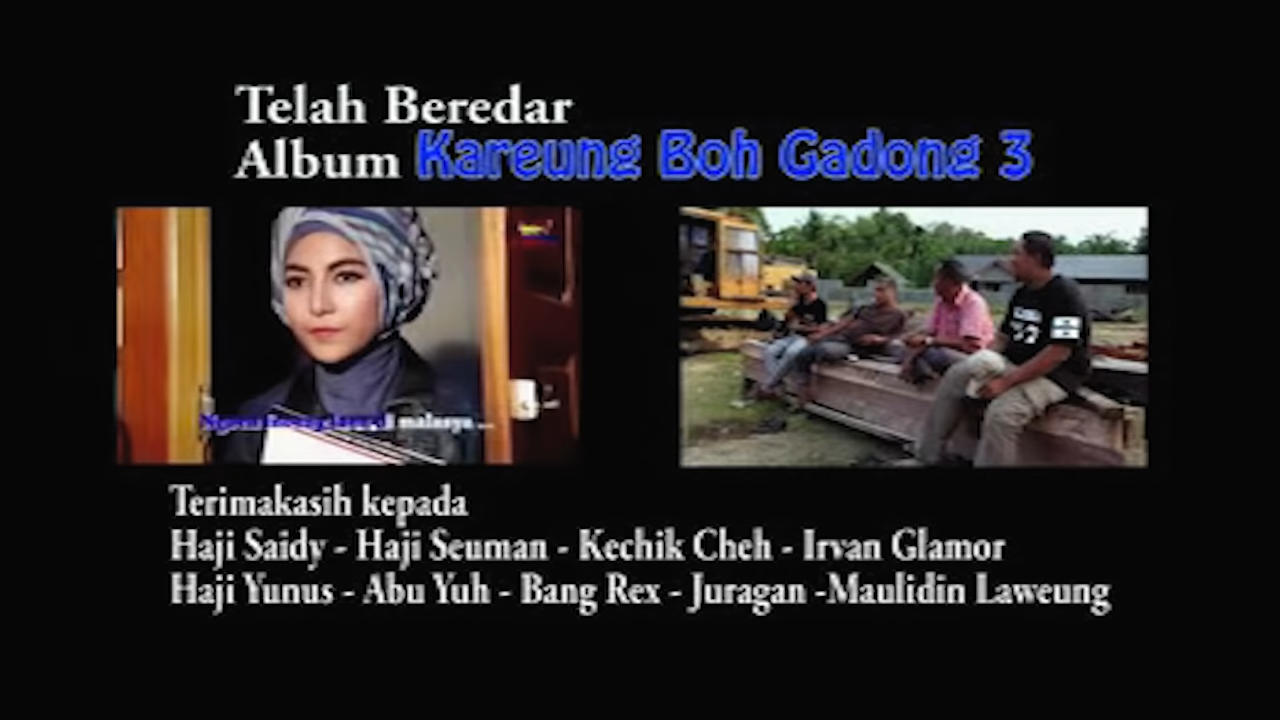 Telah Beredar
Album Kareung Boh Gadong 3
malasya ...
Terimakasih kepada
Haji Saidy - Haji Seuman - Kechik Cheh - Irvan Glamor
Haji Yunus - Abu Yuh - Bang Rex - Juragan -Maulidin Laweung